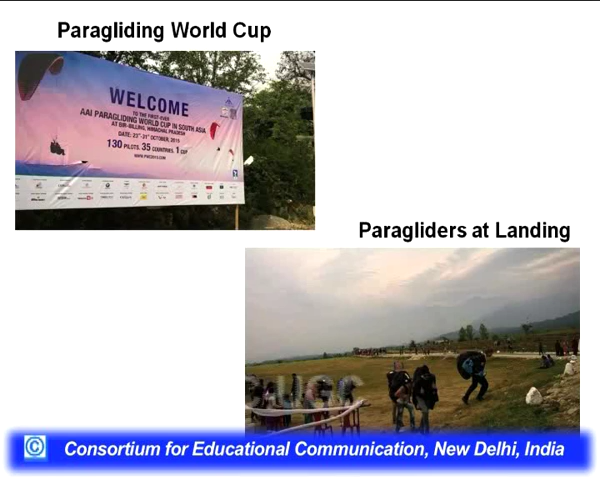 Paragliding World Cup
WELCOME
TO THE FIRST-EVER
AAI PARAGLIDING WORLD CUP IN SOUTH ASIA
AT BIR-BILLING, HIMACHAL PRADESH
DATE: 23rd-31st OCTOBER, 2015
130 PILOTS. 35 COUNTRIES. 1 CUP
Paragliders at Landing
UGC
© Consortium for Educational Communication, New Delhi, India